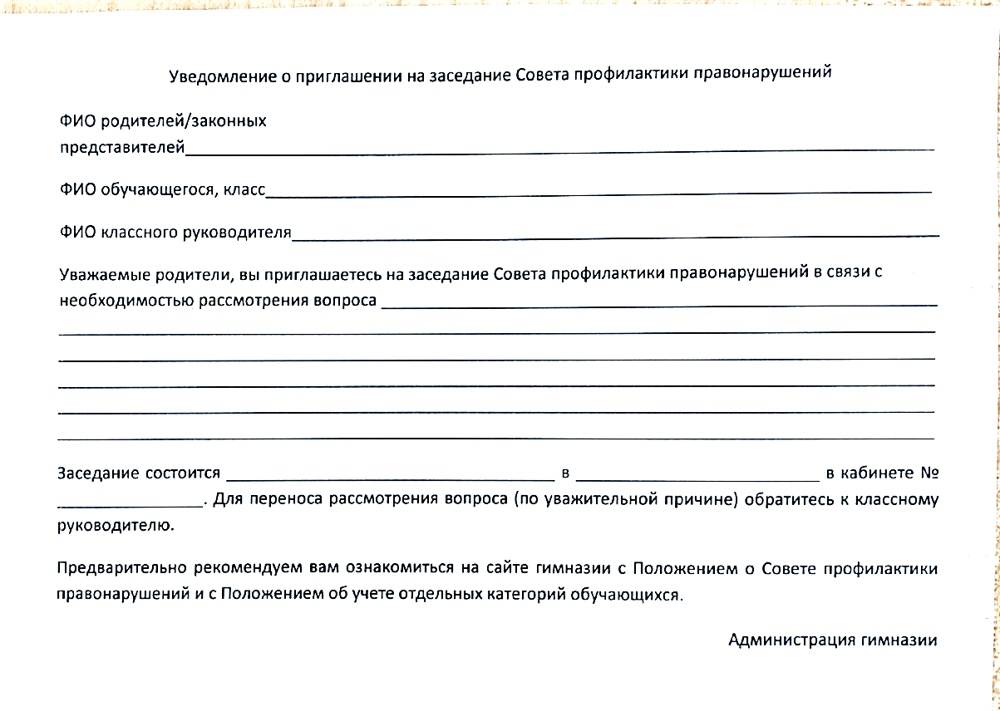 Уведомление о приглашении на заседание Совета профилактики правонарушений
ФИО родителей/законных
представителей
ФИО обучающегося, класс
ФИО классного руководителя
Уважаемые родители, вы приглашаетесь на заседание Совета профилактики правонарушений в связи с
необходимостью рассмотрения вопроса
Заседание состоится ____ в ____ в кабинете №
____. Для переноса рассмотрения вопроса (по уважительной причине) обратитесь к классному
руководителю.
Предварительно рекомендуем вам ознакомиться на сайте гимназии с Положением о Совете профилактики
правонарушений и с Положением об учете отдельных категорий обучающихся.
Администрация гимназии